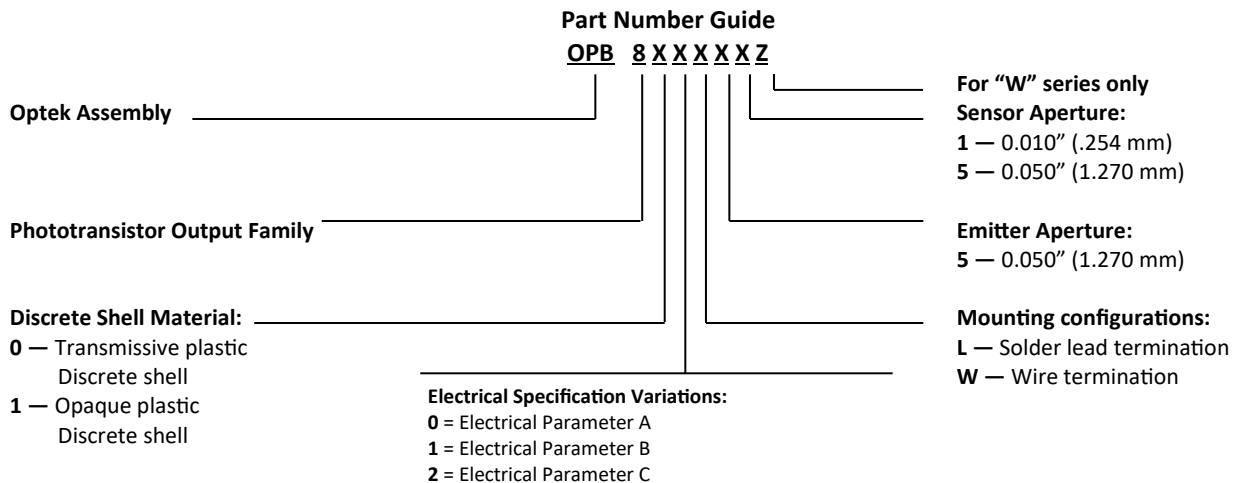 Part Number Guide
OPB 8 X X X X X Z
Optek Assembly
Phototransistor Output Family
Discrete Shell Material:
0 — Transmissive plastic
Discrete shell
1 — Opaque plastic
Discrete shell
Electrical Specification Variations:
0 = Electrical Parameter A
1 = Electrical Parameter B
2 = Electrical Parameter C
For “W” series only
Sensor Aperture:
1 — 0.010” (.254 mm)
5 — 0.050” (1.270 mm)
Emitter Aperture:
5 — 0.050” (1.270 mm)
Mounting configurations:
L — Solder lead termination
W — Wire termination